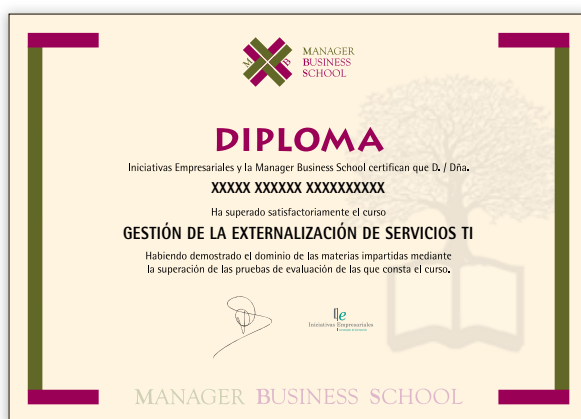 M B
MANAGER
BUSINESS
SCHOOL
DIPLOMA
Iniciativas Empresariales y la Manager Business School certifican que D. / Dña.
XXXXX XXXXXX XXXXXXXXXX
Ha superado satisfactoriamente el curso
GESTIÓN DE LA EXTERNALIZACIÓN DE SERVICIOS TI
Habiendo demostrado el dominio de las materias impartidas mediante
la superación de las pruebas de evaluación de las que consta el curso.
Iniciativas Empresariales
MANAGER BUSINESS SCHOOL